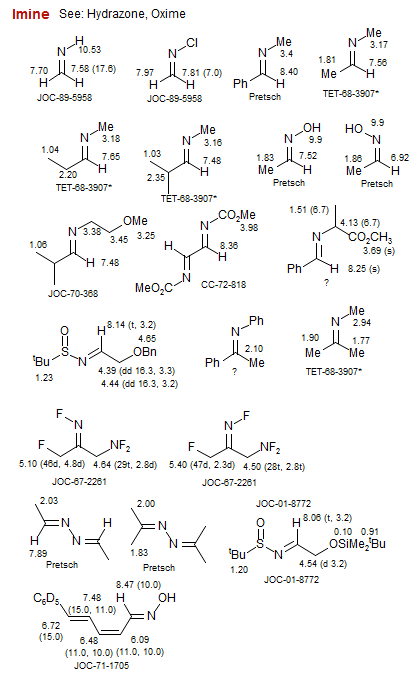 Imine See: Hydrazone, Oxime
H
N 10.53
7.70 7.58 (17.6)
H H
JOC-89-5958
Cl
N
7.97 7.81 (7.0)
H H
JOC-89-5958
Me
N 3.4
8.40
Ph H
Pretsch
Me
N 3.17
1.81 7.56
Me H
TET-68-3907*
Me
N 3.18
1.04 7.65
H
2.20
TET-68-3907*
Me
N 3.16
1.03 7.48
H
2.35
TET-68-3907*
OH
N 9.9
1.83 7.52
Me H
Pretsch
9.9
HO N
1.86 6.92
Me H
Pretsch
OMe
N 3.38 3.45 3.25
1.06
H 7.48
JOC-70-368
CO2Me
N 3.98
H 8.36
H
N
MeO2C CC-72-818
1.51 (6.7)
4.13 (6.7)
N CO2CH3
3.69 (s)
Ph H 8.25 (s)
?
O H 8.14 (t, 3.2)
4.65
S N OBn
tBu 4.39 (dd 16.3, 3.3)
1.23 4.44 (dd 16.3, 3.2)
Ph
N
2.10
Ph Me
?
Me
N 2.94
1.90 1.77
Me Me
TET-68-3907*
F
N
F NF2
5.10 (46d, 4.8d) 4.64 (29t, 2.8d)
JOC-67-2261
F
N
F NF2
5.40 (47d, 2.3d) 4.50 (28t, 2.8t)
JOC-67-2261
2.03
H
N
N
H
7.89
Pretsch
2.00
N
N
1.83
Pretsch
JOC-01-8772
O H 8.06 (t, 3.2)
0.10 0.91
S N OSiMe2tBu
tBu
1.20 4.54 (d 3.2)
JOC-01-8772
8.47 (10.0)
C6D5 7.48 H OH
(15.0, 11.0) N
6.72
(15.0) 6.48 6.09
(11.0, 10.0) (11.0, 10.0)
JOC-71-1705